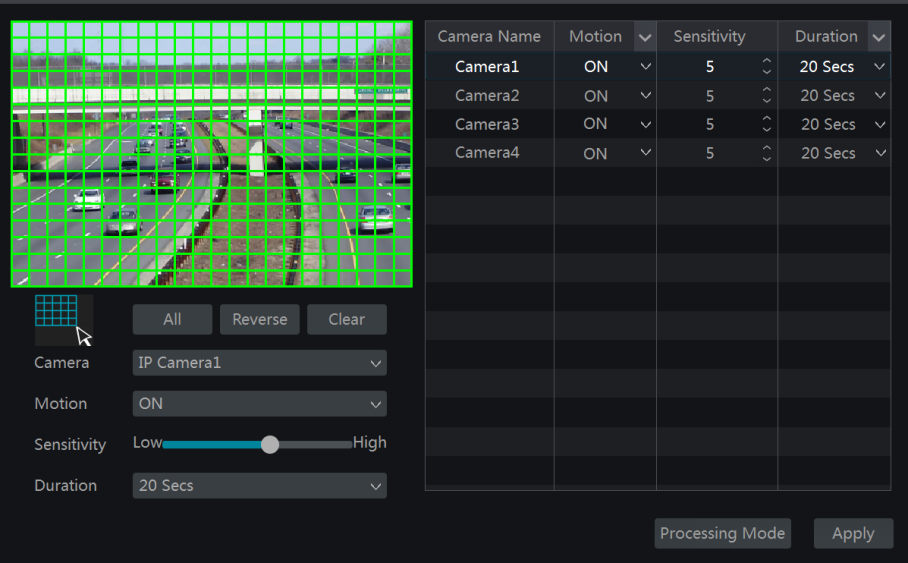 Camera Name Motion Sensitivity Duration
Camera1 ON 5 20 Secs
Camera2 ON 5 20 Secs
Camera3 ON 5 20 Secs
Camera4 ON 5 20 Secs
All Reverse Clear
Camera IP Camera1
Motion ON
Sensitivity Low High
Duration 20 Secs
Processing Mode Apply